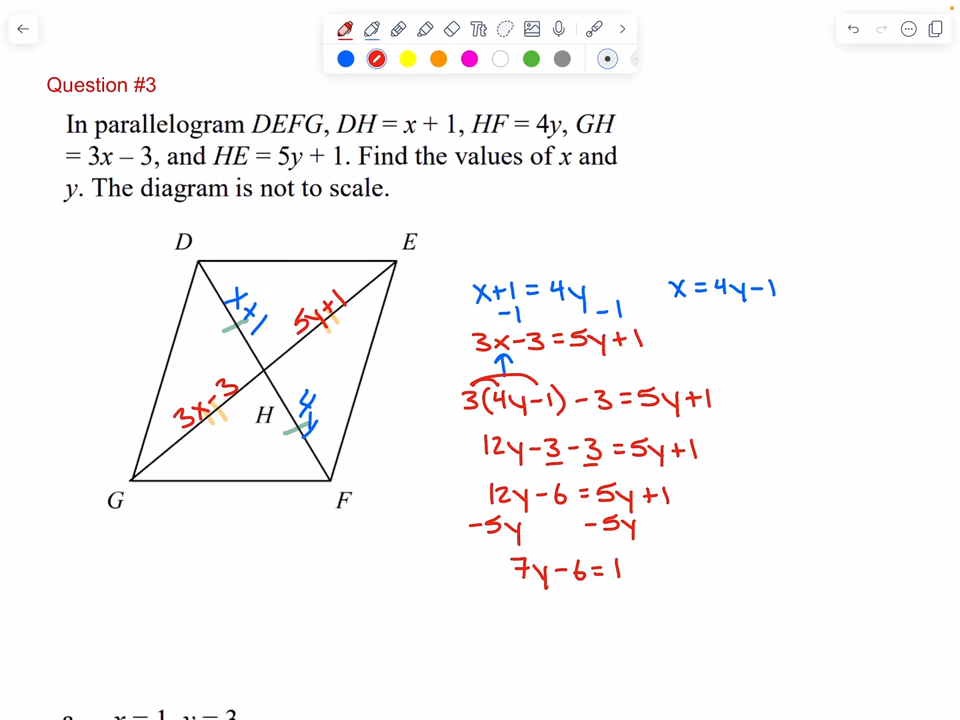 Tt
Question #3
In parallelogram DEFG, DH = x + 1, HF = 4y, GH
= 3x – 3, and HE = 5y + 1. Find the values of x and
y. The diagram is not to scale.
D
E
x+1
5y+1
3x-3
H
4y
G
F
x+1 = 4y
-1 -1
x = 4y-1
3x-3=5y+1
3(4y-1)-3=5y+1
12y-3-3=5y+1
12y-6=5y+1
-5y -5y
7y-6=1